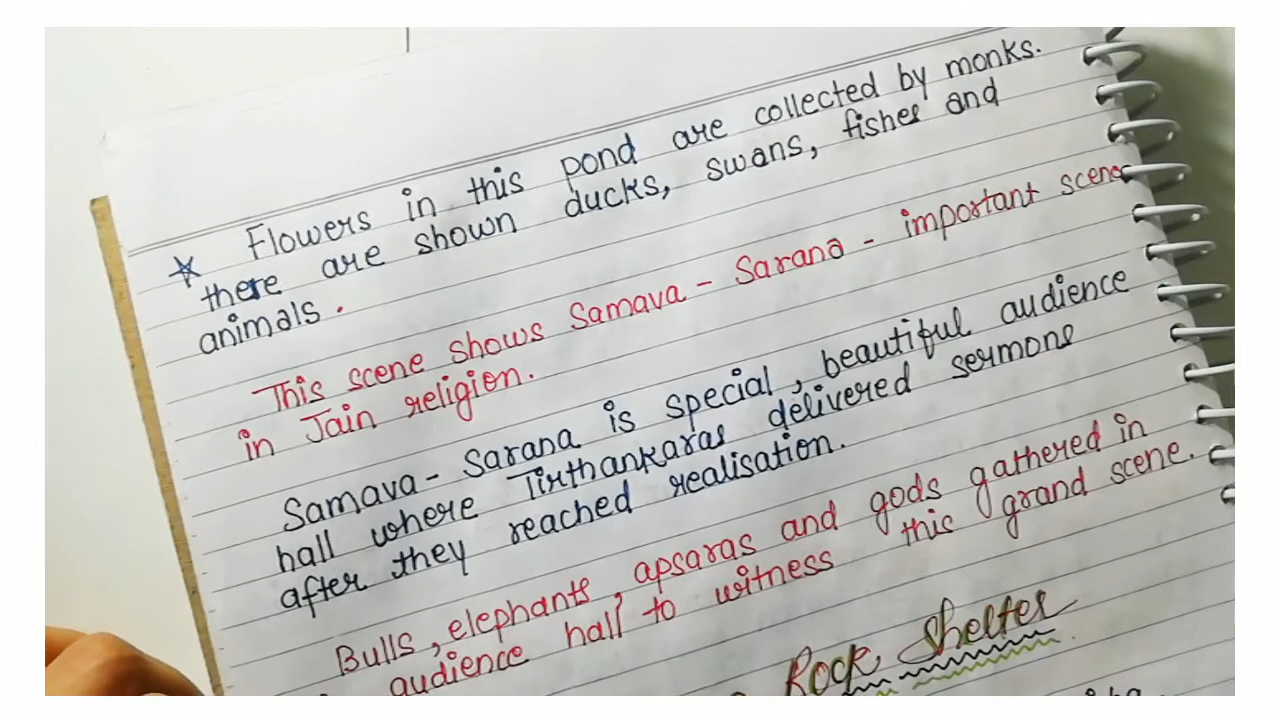 ☆ Flowers in this pond are collected by monks.
there are shown ducks, swans, fishes and
animals.
This scene shows Samava - Sarana - important scene
in Jain religion.
Samava - Sarana is special, beautiful audience
hall where Tirthankaras delivered sermons
after they reached realisation.
Bulls, elephants, apsaras and gods gathered in
audience hall to witness this grand scene.
Rock Shelter